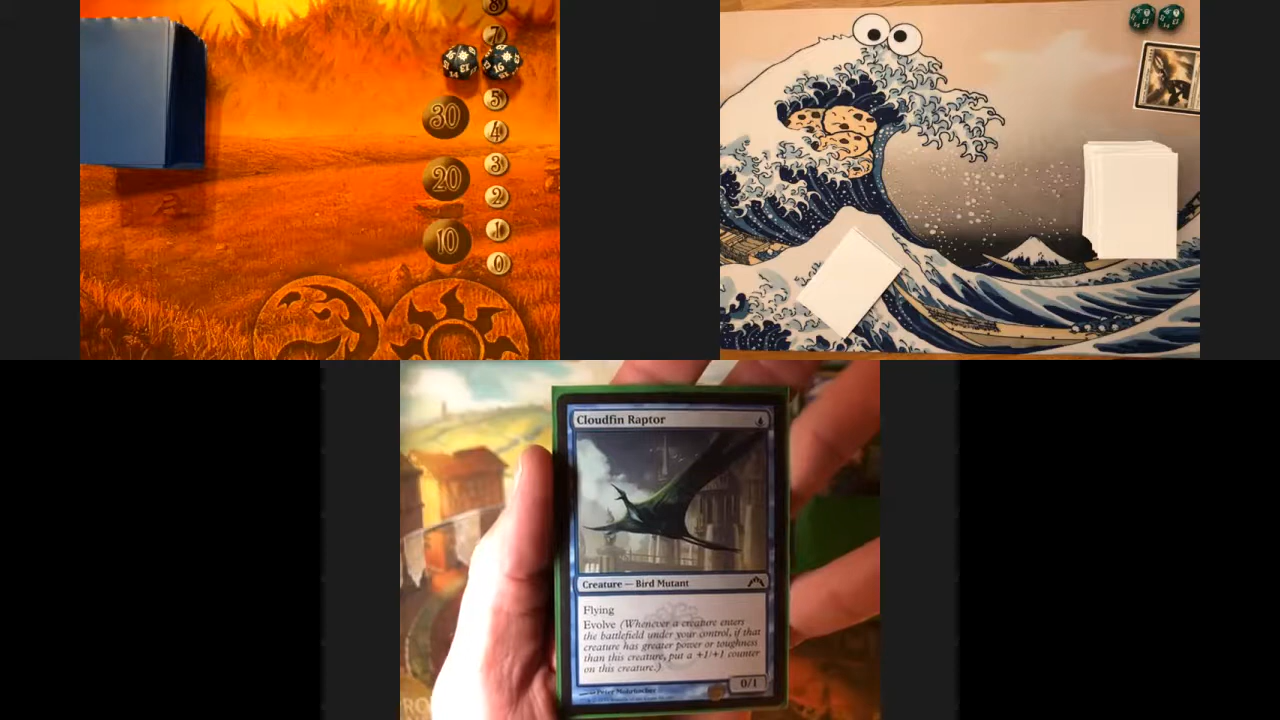 8
7
5
30
4
3
20
2
1
10
0
Cloudfin Raptor
Creature — Bird Mutant
Flying
Evolve (Whenever a creature enters
the battlefield under your control, if that
creature has greater power or toughness
than this creature, put a +1/+1 counter
on this creature.)
0/1